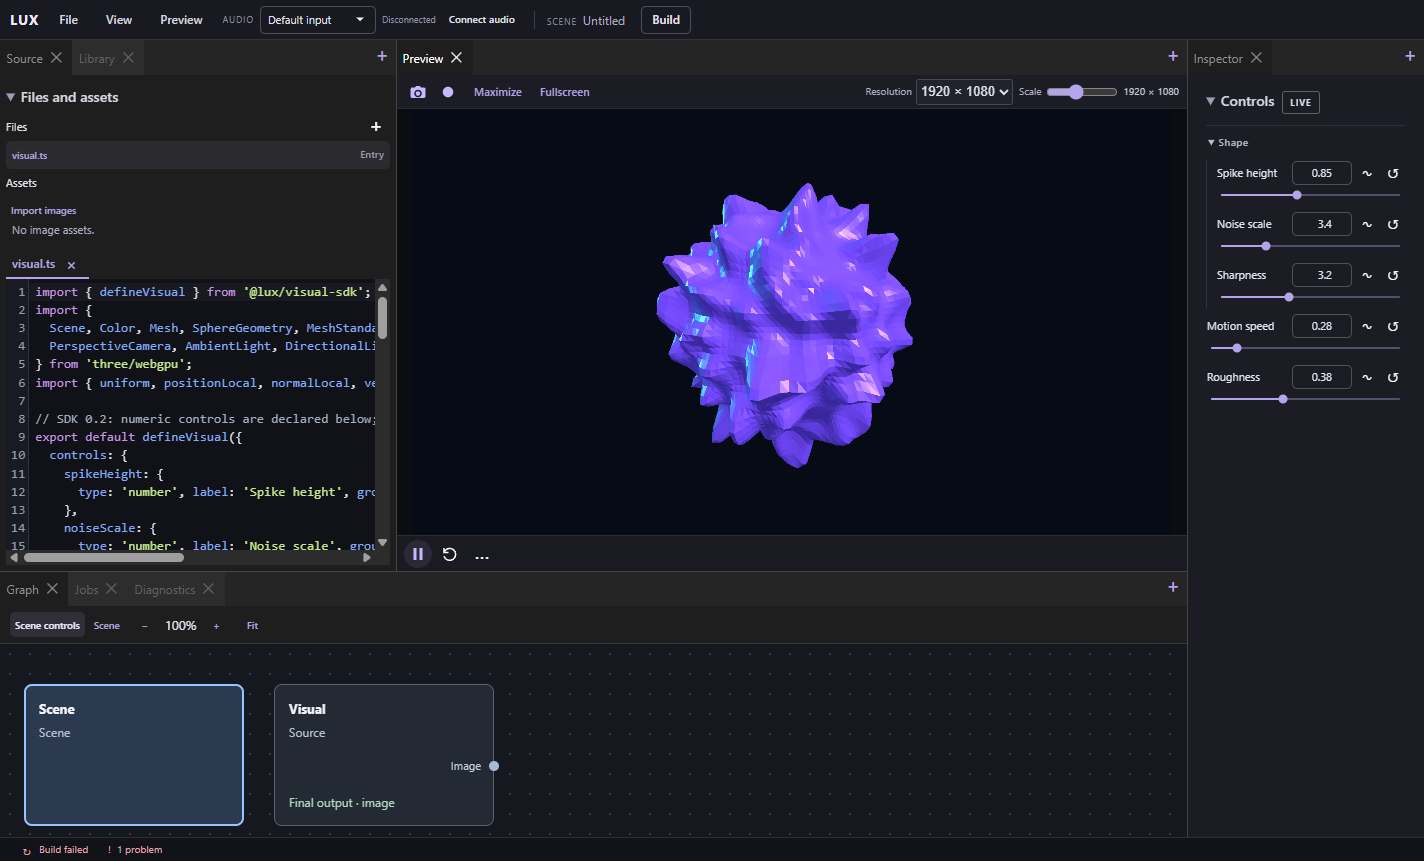 LUX File View Preview AUDIO Default input Disconnected Connect audio SCENE Untitled Build
Source Library
Files and assets
Files
visual.ts Entry
Assets
Import images
No image assets.
visual.ts
1 import { defineVisual } from '@lux/visual-sdk';
2 import {
3 Scene, Color, Mesh, SphereGeometry, MeshStanda
4 PerspectiveCamera, AmbientLight, DirectionalLi
5 } from 'three/webgpu';
6 import { uniform, positionLocal, normalLocal, ve
7
8 // SDK 0.2: numeric controls are declared below;
9 export default defineVisual({
10 controls: {
11 spikeHeight: {
12 type: 'number', label: 'Spike height', gro
13 },
14 noiseScale: {
15 type: 'number', label: 'Noise scale', grou
Preview
Maximize Fullscreen Resolution 1920 × 1080 Scale 1920 × 1080
...
Inspector
Controls LIVE
Shape
Spike height 0.85
Noise scale 3.4
Sharpness 3.2
Motion speed 0.28
Roughness 0.38
Graph Jobs Diagnostics
Scene controls Scene − 100% + Fit
Scene
Scene
Visual
Source
Image
Final output · image
Build failed ! 1 problem